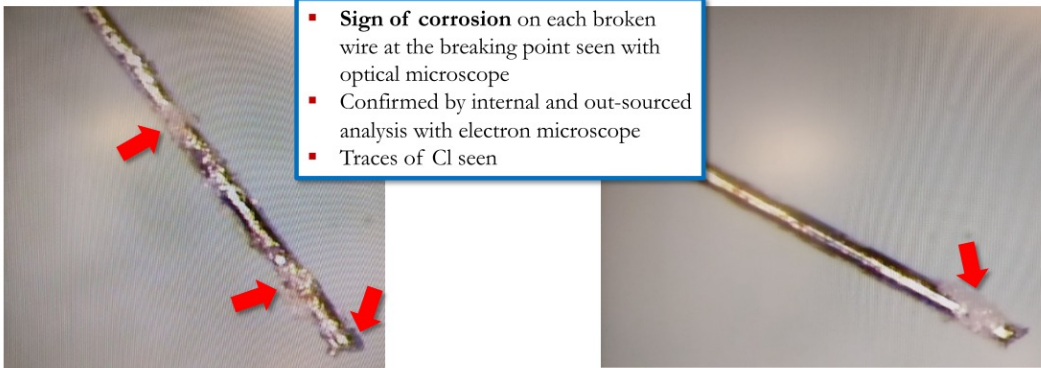 ▪ Sign of corrosion on each broken
wire at the breaking point seen with
optical microscope
▪ Confirmed by internal and out-sourced
analysis with electron microscope
▪ Traces of Cl seen